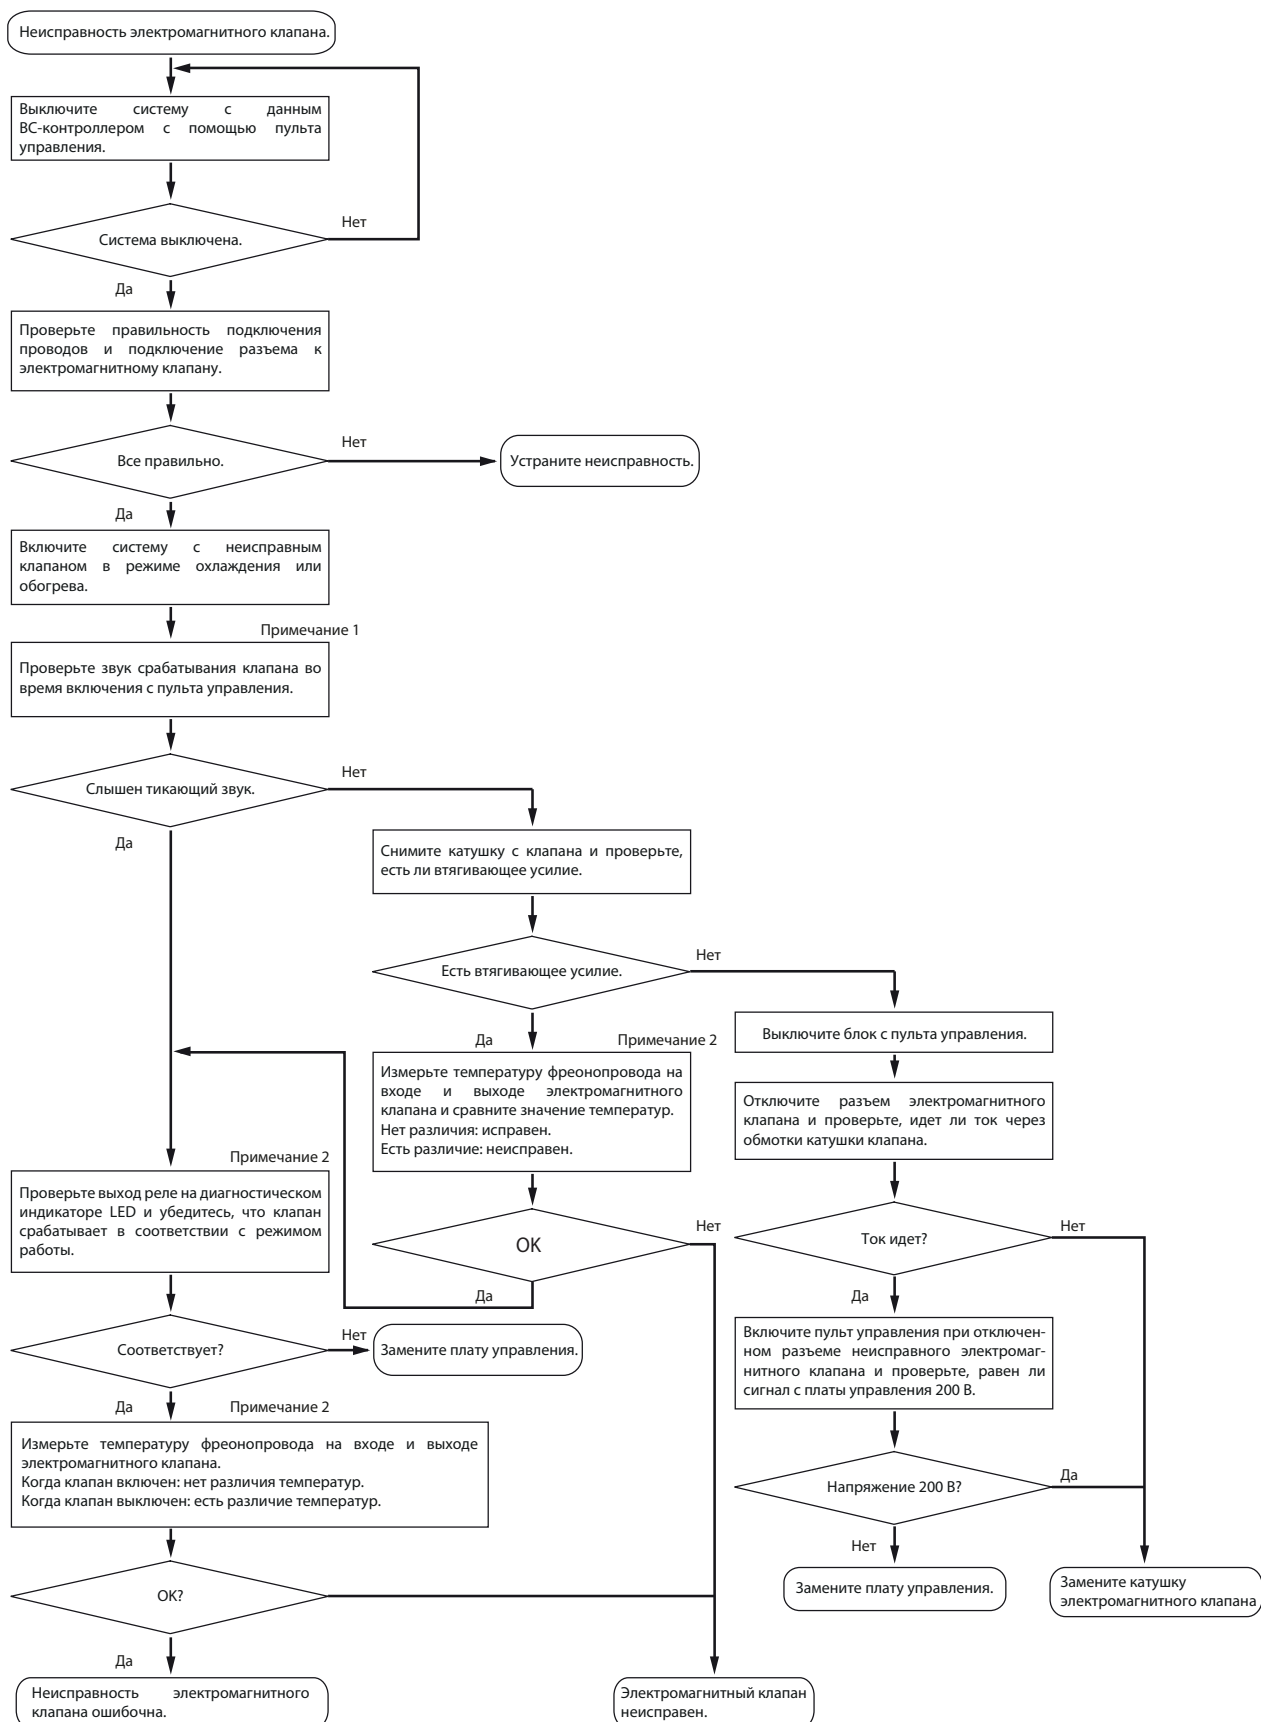 Неисправность электромагнитного клапана.
Выключите систему с данным
ВС-контроллером с помощью пульта
управления.
Нет
Система выключена.
Да
Проверьте правильность подключения
проводов и подключение разъема к
электромагнитному клапану.
Нет
Все правильно.
Устраните неисправность.
Да
Включите систему с неисправным
клапаном в режиме охлаждения или
обогрева.
Примечание 1
Проверьте звук срабатывания клапана во
время включения с пульта управления.
Нет
Слышен тикающий звук.
Да
Снимите катушку с клапана и проверьте,
есть ли втягивающее усилие.
Нет
Есть втягивающее усилие.
Да
Примечание 2
Выключите блок с пульта управления.
Измерьте температуру фреонопровода на
входе и выходе электромагнитного
клапана и сравните значение температур.
Нет различия: исправен.
Есть различие: неисправен.
Отключите разъем электромагнитного
клапана и проверьте, идет ли ток через
обмотки катушки клапана.
Примечание 2
Проверьте выход реле на диагностическом
индикаторе LED и убедитесь, что клапан
срабатывает в соответствии с режимом
работы.
Нет
OK
Да
Нет
Ток идет?
Да
Нет
Соответствует?
Замените плату управления.
Включите пульт управления при отключен-
ном разъеме неисправного электромаг-
нитного клапана и проверьте, равен ли
сигнал с платы управления 200 В.
Да
Примечание 2
Измерьте температуру фреонопровода на входе и выходе
электромагнитного клапана.
Когда клапан включен: нет различия температур.
Когда клапан выключен: есть различие температур.
Да
Напряжение 200 В?
Нет
OK?
Замените плату управления.
Замените катушку
электромагнитного клапана
Да
Неисправность электромагнитного
клапана ошибочна.
Электромагнитный клапан
неисправен.